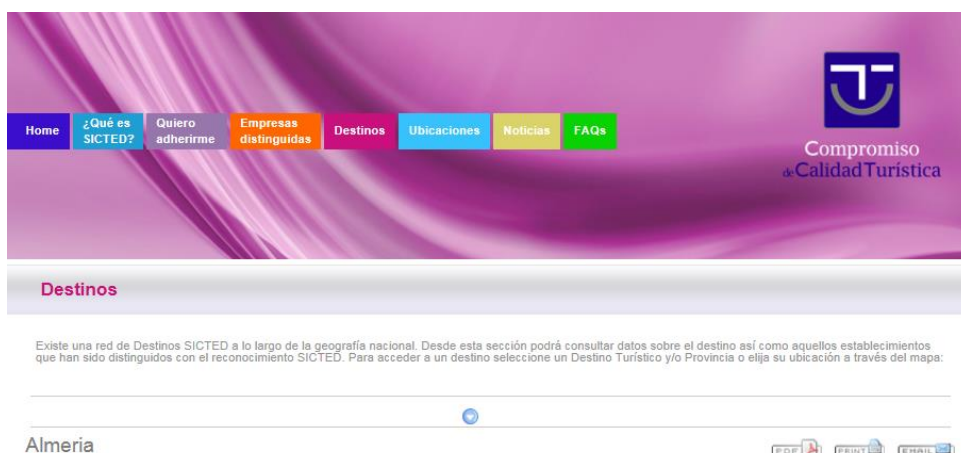 Home
¿Qué es
SICTED?
Quiero
adherirme
Empresas
distinguidas
Destinos
Ubicaciones
Noticias
FAQs
Compromiso
de Calidad Turística
Destinos
Existe una red de Destinos SICTED a lo largo de la geografía nacional. Desde esta sección podrá consultar datos sobre el destino así como aquellos establecimientos
que han sido distinguidos con el reconocimiento SICTED. Para acceder a un destino seleccione un Destino Turístico y/o Provincia o elija su ubicación a través del mapa:
Almeria
PDF
PRINT
EMAIL